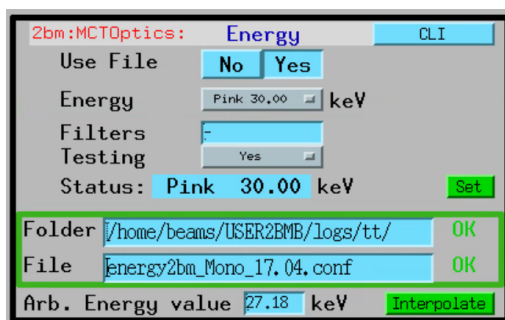 2bm:MCTOptics: Energy CLI
Use File No Yes
Energy Pink 30.00 keV
Filters -
Testing Yes
Status: Pink 30.00 keV Set
Folder /home/beams/USER2BMB/logs/tt/ OK
File energy2bm_Mono_17.04.conf OK
Arb. Energy value 27.18 keV Interpolate